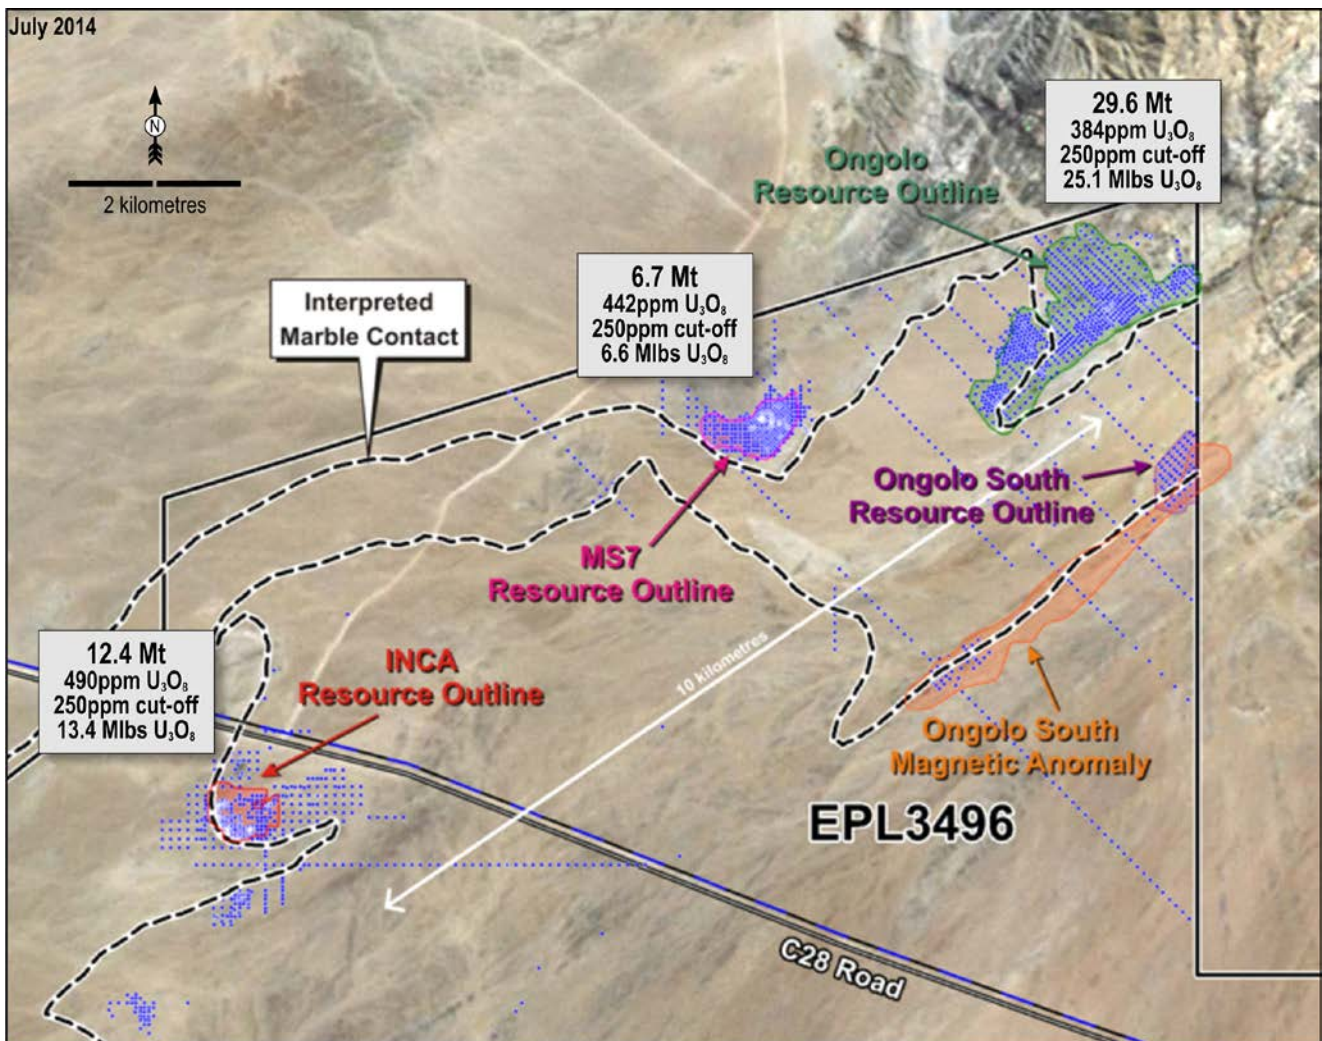 July 2014
N
2 kilometres
29.6 Mt
384ppm U₃O₈
250ppm cut-off
25.1 Mlbs U₃O₈
Ongolo
Resource Outline
6.7 Mt
442ppm U₃O₈
250ppm cut-off
6.6 Mlbs U₃O₈
Interpreted
Marble Contact
Ongolo South
Resource Outline
MS7
Resource Outline
12.4 Mt
490ppm U₃O₈
250ppm cut-off
13.4 Mlbs U₃O₈
INCA
Resource Outline
10 kilometres
Ongolo South
Magnetic Anomaly
EPL3496
C28 Road